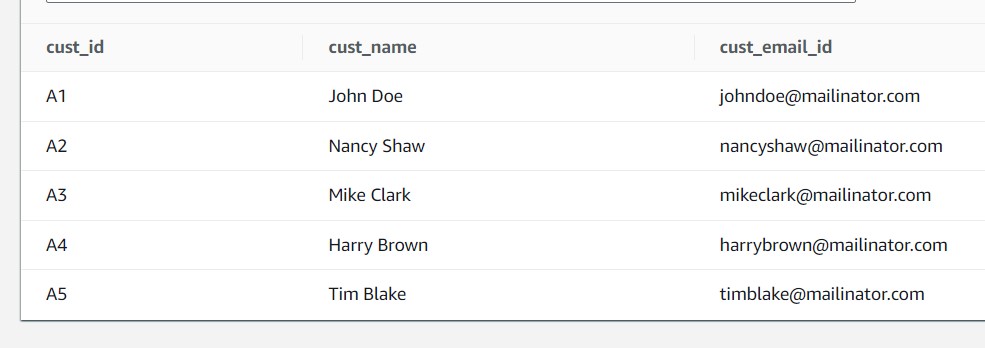 cust_id cust_name cust_email_id
A1 John Doe johndoe@mailinator.com
A2 Nancy Shaw nancyshaw@mailinator.com
A3 Mike Clark mikeclark@mailinator.com
A4 Harry Brown harrybrown@mailinator.com
A5 Tim Blake timblake@mailinator.com